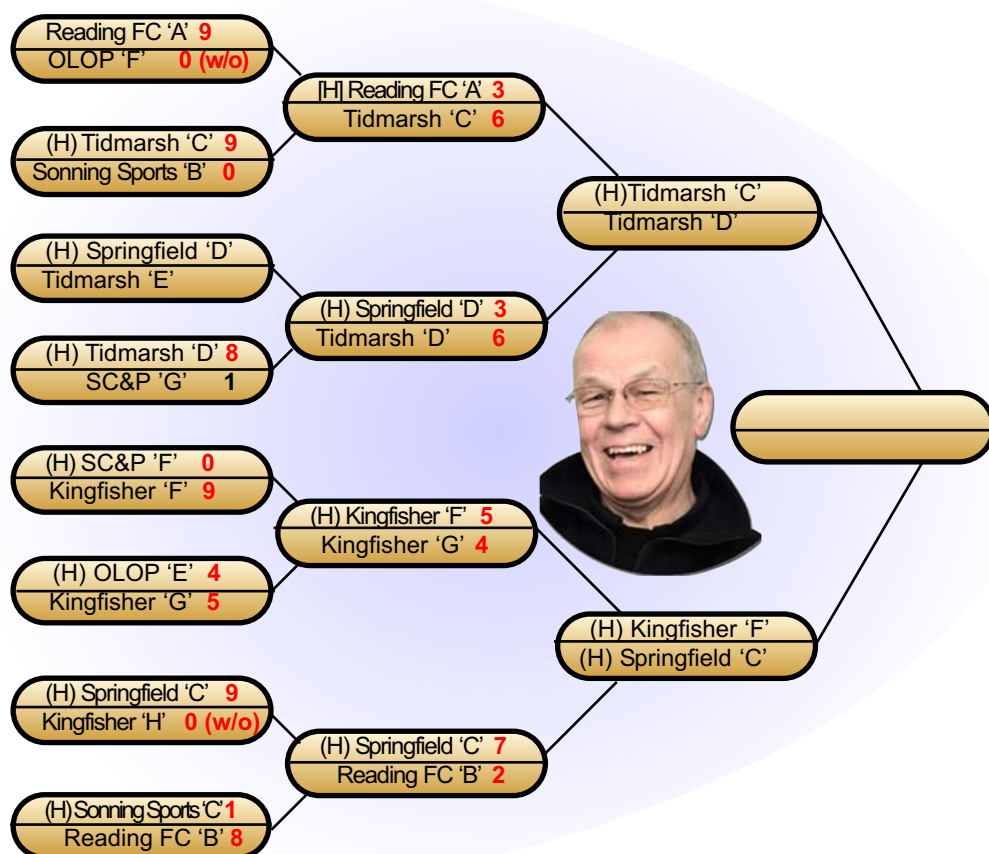 Reading FC ‘A’ 9
OLOP ‘F’ 0 (w/o)
(H) Tidmarsh ‘C’ 9
Sonning Sports ‘B’ 0
(H) Springfield ‘D’
Tidmarsh ‘E’
(H) Tidmarsh ‘D’ 8
SC&P ’G’ 1
(H) SC&P ’F’ 0
Kingfisher ‘F’ 9
(H) OLOP ‘E’ 4
Kingfisher ‘G’ 5
(H) Springfield ‘C’ 9
Kingfisher ‘H’ 0 (w/o)
(H) Sonning Sports ‘C’ 1
Reading FC ‘B’ 8
[H] Reading FC ‘A’ 3
Tidmarsh ‘C’ 6
(H) Springfield ‘D’ 3
Tidmarsh ‘D’ 6
(H) Kingfisher ‘F’ 5
Kingfisher ‘G’ 4
(H) Springfield ‘C’ 7
Reading FC ‘B’ 2
(H)Tidmarsh ‘C’
Tidmarsh ‘D’
(H) Kingfisher ‘F’
(H) Springfield ‘C’